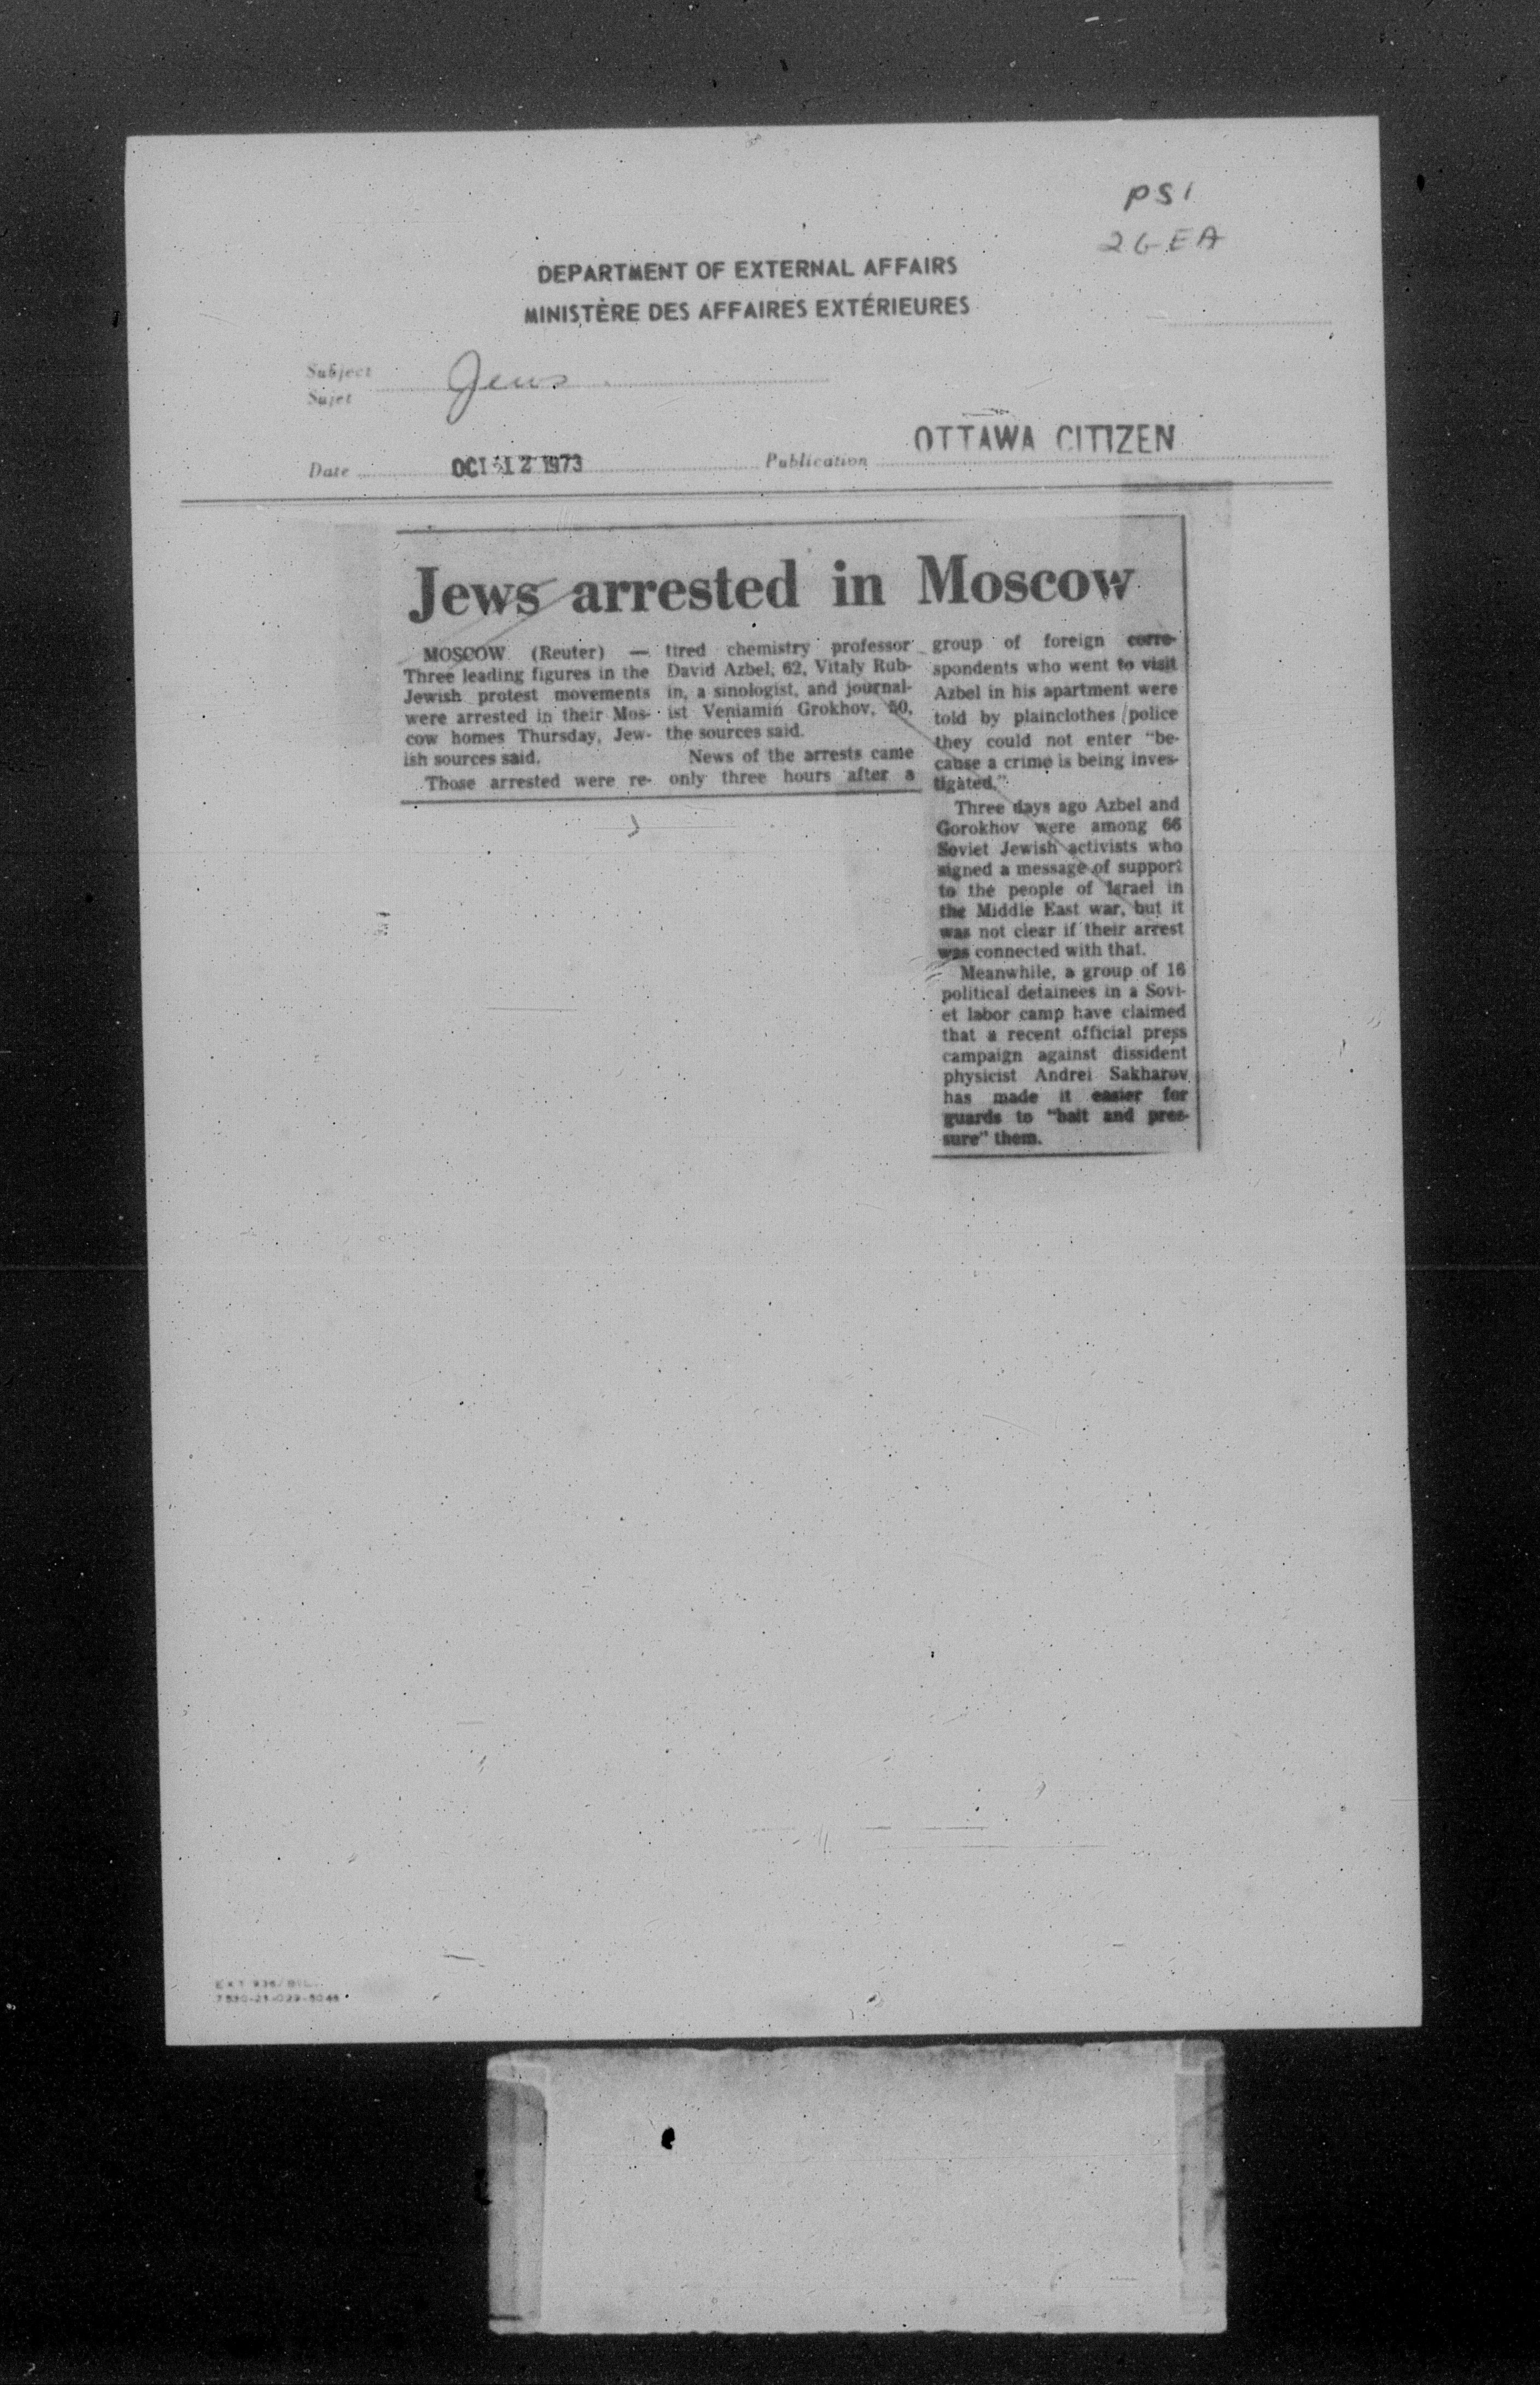 PSI
2G-EA
DEPARTMENT OF EXTERNAL AFFAIRS
MINISTÈRE DES AFFAIRES EXTÉRIEURES
Subject
Sujet
Jews
Date
OCT 12 1973
Publication
OTTAWA CITIZEN
Jews arrested in Moscow
MOSCOW (Reuter) —
Three leading figures in the
Jewish protest movements
were arrested in their Mos-
cow homes Thursday, Jew-
ish sources said.
Those arrested were re-
tired chemistry professor
David Azbel, 62, Vitaly Rub-
in, a sinologist, and journal-
ist Veniamin Grokhov, 50,
the sources said.
News of the arrests came
only three hours after a
group of foreign corre-
spondents who went to visit
Azbel in his apartment were
told by plainclothes police
they could not enter "be-
cause a crime is being inves-
tigated."
Three days ago Azbel and
Gorokhov were among 66
Soviet Jewish activists who
signed a message of support
to the people of Israel in
the Middle East war, but it
was not clear if their arrest
was connected with that.
Meanwhile, a group of 16
political detainees in a Sovi-
et labor camp have claimed
that a recent official press
campaign against dissident
physicist Andrei Sakharov
has made it easier for
guards to "bait and pres-
sure" them.